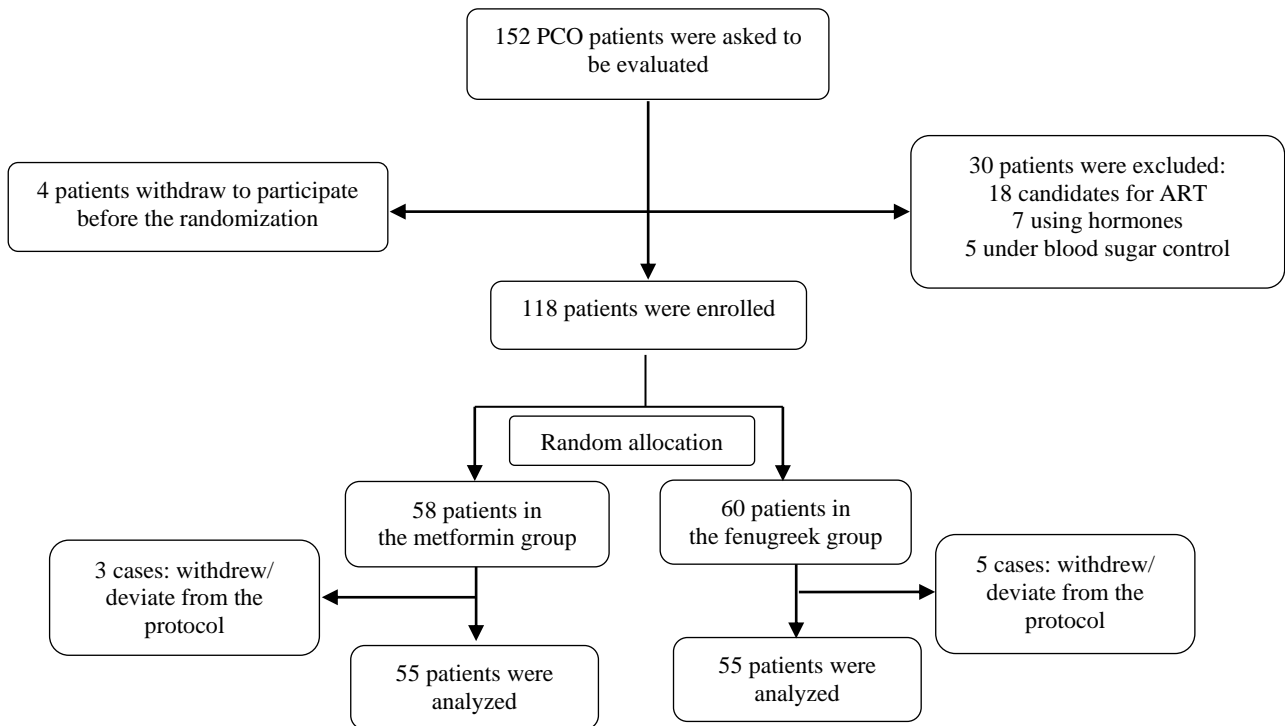 152 PCO patients were asked to
be evaluated
4 patients withdraw to participate
before the randomization
30 patients were excluded:
18 candidates for ART
7 using hormones
5 under blood sugar control
118 patients were enrolled
Random allocation
58 patients in
the metformin group
60 patients in
the fenugreek group
3 cases: withdrew/
deviate from the
protocol
5 cases: withdrew/
deviate from the
protocol
55 patients were
analyzed
55 patients were
analyzed